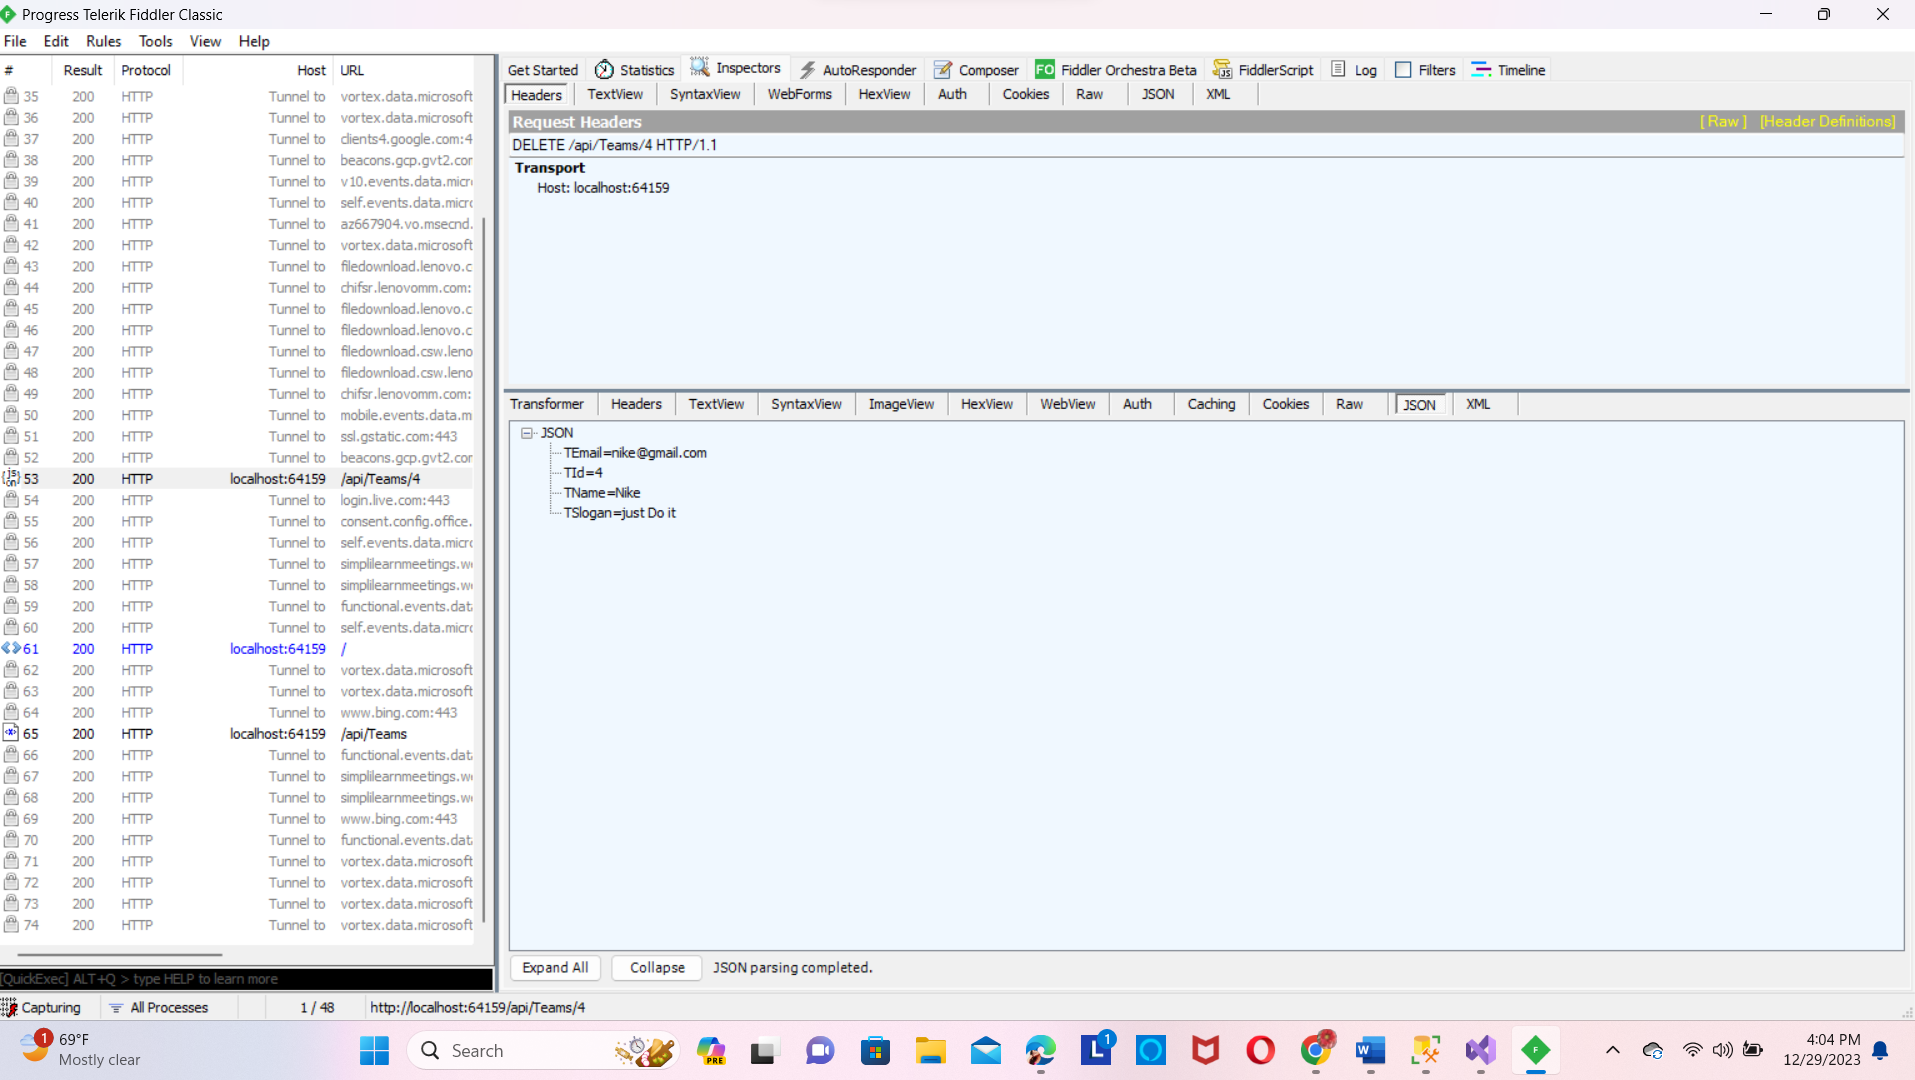 Progress Telerik Fiddler Classic
File Edit Rules Tools View Help
# Result Protocol Host URL
35 200 HTTP Tunnel to vortex.data.microsoft
36 200 HTTP Tunnel to vortex.data.microsoft
37 200 HTTP Tunnel to clients4.google.com:4
38 200 HTTP Tunnel to beacons.gcp.gvt2.cor
39 200 HTTP Tunnel to v10.events.data.micr
40 200 HTTP Tunnel to self.events.data.micr
41 200 HTTP Tunnel to az667904.vo.msecnd.
42 200 HTTP Tunnel to vortex.data.microsoft
43 200 HTTP Tunnel to filedownload.lenovo.c
44 200 HTTP Tunnel to chifsr.lenovomm.com:
45 200 HTTP Tunnel to filedownload.lenovo.c
46 200 HTTP Tunnel to filedownload.lenovo.c
47 200 HTTP Tunnel to filedownload.csw.leno
48 200 HTTP Tunnel to filedownload.csw.leno
49 200 HTTP Tunnel to chifsr.lenovomm.com:
50 200 HTTP Tunnel to mobile.events.data.m
51 200 HTTP Tunnel to ssl.gstatic.com:443
52 200 HTTP Tunnel to beacons.gcp.gvt2.cor
53 200 HTTP localhost:64159 /api/Teams/4
54 200 HTTP Tunnel to login.live.com:443
55 200 HTTP Tunnel to consent.config.office.
56 200 HTTP Tunnel to self.events.data.micr
57 200 HTTP Tunnel to simplilearnmeetings.w
58 200 HTTP Tunnel to simplilearnmeetings.w
59 200 HTTP Tunnel to functional.events.dat
60 200 HTTP Tunnel to self.events.data.micr
61 200 HTTP localhost:64159 /
62 200 HTTP Tunnel to vortex.data.microsoft
63 200 HTTP Tunnel to vortex.data.microsoft
64 200 HTTP Tunnel to www.bing.com:443
65 200 HTTP localhost:64159 /api/Teams
66 200 HTTP Tunnel to functional.events.dat
67 200 HTTP Tunnel to simplilearnmeetings.w
68 200 HTTP Tunnel to simplilearnmeetings.w
69 200 HTTP Tunnel to www.bing.com:443
70 200 HTTP Tunnel to functional.events.dat
71 200 HTTP Tunnel to vortex.data.microsoft
72 200 HTTP Tunnel to vortex.data.microsoft
73 200 HTTP Tunnel to vortex.data.microsoft
74 200 HTTP Tunnel to vortex.data.microsoft
[QuickExec] ALT+Q > type HELP to learn more
Get Started Statistics Inspectors AutoResponder Composer FO Fiddler Orchestra Beta FiddlerScript Log Filters Timeline
Headers TextView SyntaxView WebForms HexView Auth Cookies Raw JSON XML
Request Headers [ Raw ] [Header Definitions]
DELETE /api/Teams/4 HTTP/1.1
Transport
Host: localhost:64159
Transformer Headers TextView SyntaxView ImageView HexView WebView Auth Caching Cookies Raw JSON XML
JSON
TEmail=nike@gmail.com
TId=4
TName=Nike
TSlogan=just Do it
Expand All Collapse JSON parsing completed.
Capturing All Processes 1 / 48 http://localhost:64159/api/Teams/4
1 69°F
Mostly clear
Search
PRE
L 1
4:04 PM
12/29/2023